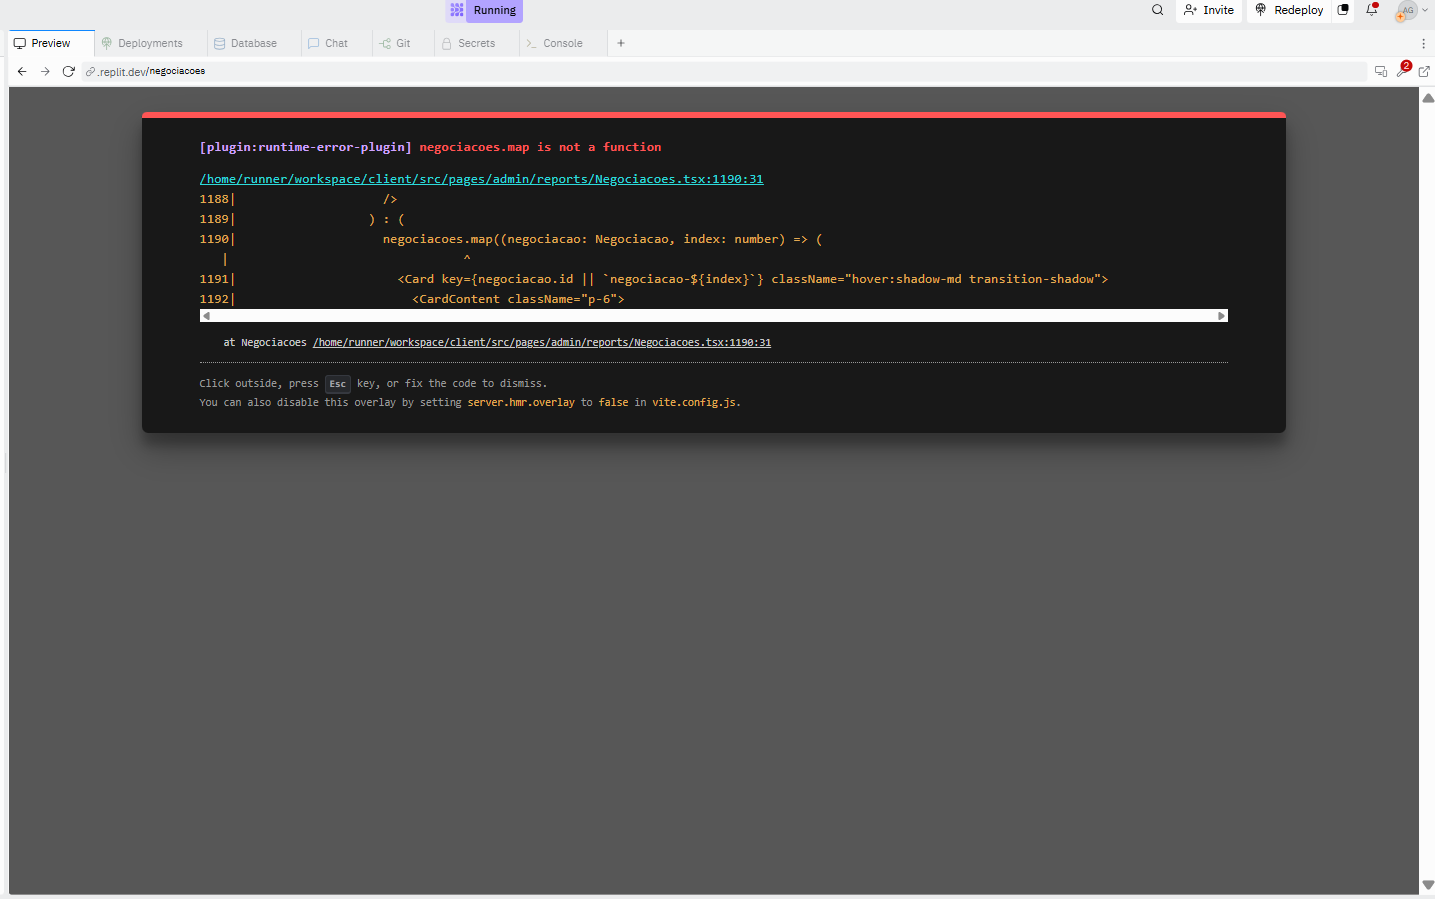 Running
Invite
Redeploy
AG
Preview
Deployments
Database
Chat
Git
Secrets
Console
.replit.dev/negociacoes
2
[plugin:runtime-error-plugin] negociacoes.map is not a function
/home/runner/workspace/client/src/pages/admin/reports/Negociacoes.tsx:1190:31
1188|                    />
1189|                  ) : (
1190|                    negociacoes.map((negociacao: Negociacao, index: number) => (
    |                               ^
1191|                      <Card key={negociacao.id || `negociacao-${index}`} className="hover:shadow-md transition-shadow">
1192|                        <CardContent className="p-6">
at Negociacoes /home/runner/workspace/client/src/pages/admin/reports/Negociacoes.tsx:1190:31
Click outside, press Esc key, or fix the code to dismiss.
You can also disable this overlay by setting server.hmr.overlay to false in vite.config.js.